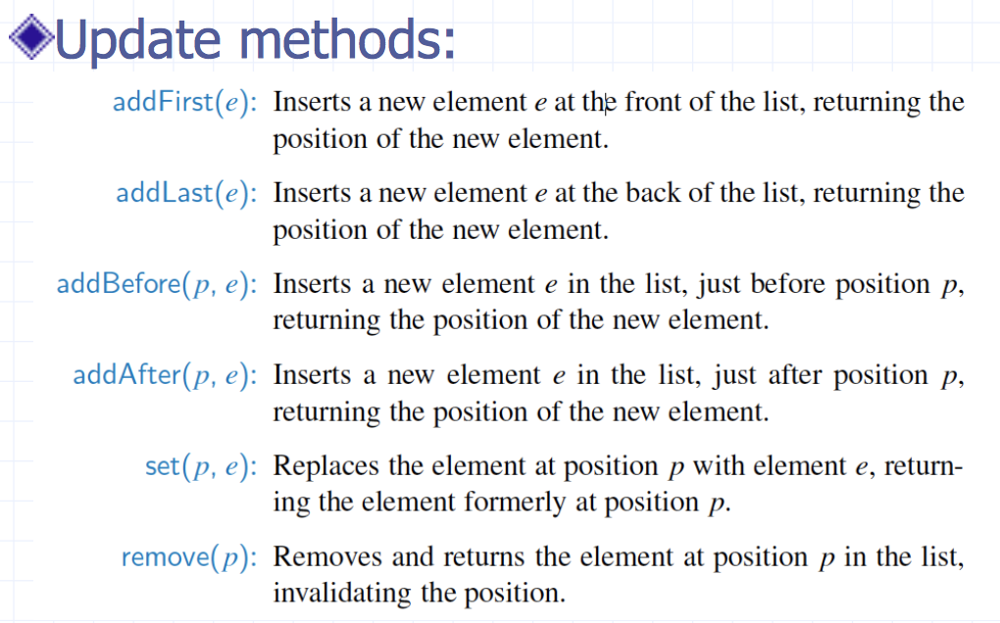 Update methods:
addFirst(e): Inserts a new element e at the front of the list, returning the
position of the new element.
addLast(e): Inserts a new element e at the back of the list, returning the
position of the new element.
addBefore(p, e): Inserts a new element e in the list, just before position p,
returning the position of the new element.
addAfter(p, e): Inserts a new element e in the list, just after position p,
returning the position of the new element.
set(p, e): Replaces the element at position p with element e, return-
ing the element formerly at position p.
remove(p): Removes and returns the element at position p in the list,
invalidating the position.